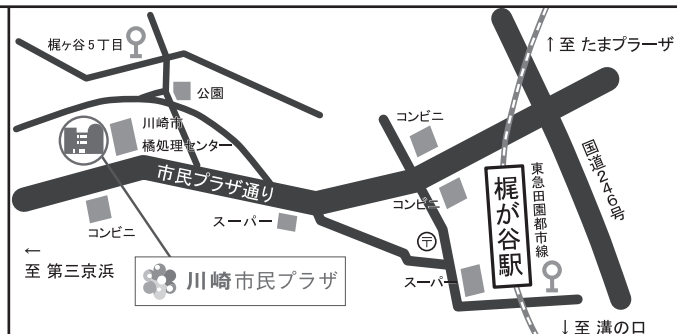 梶ヶ谷5丁目
↑至 たまプラーザ
公園
コンビニ
川崎市
橘処理センター
国道246号
東急田園都市線
市民プラザ通り
梶が谷駅
コンビニ
コンビニ
スーパー
〒
←
至 第三京浜
川崎市民プラザ
スーパー
↓至 溝の口